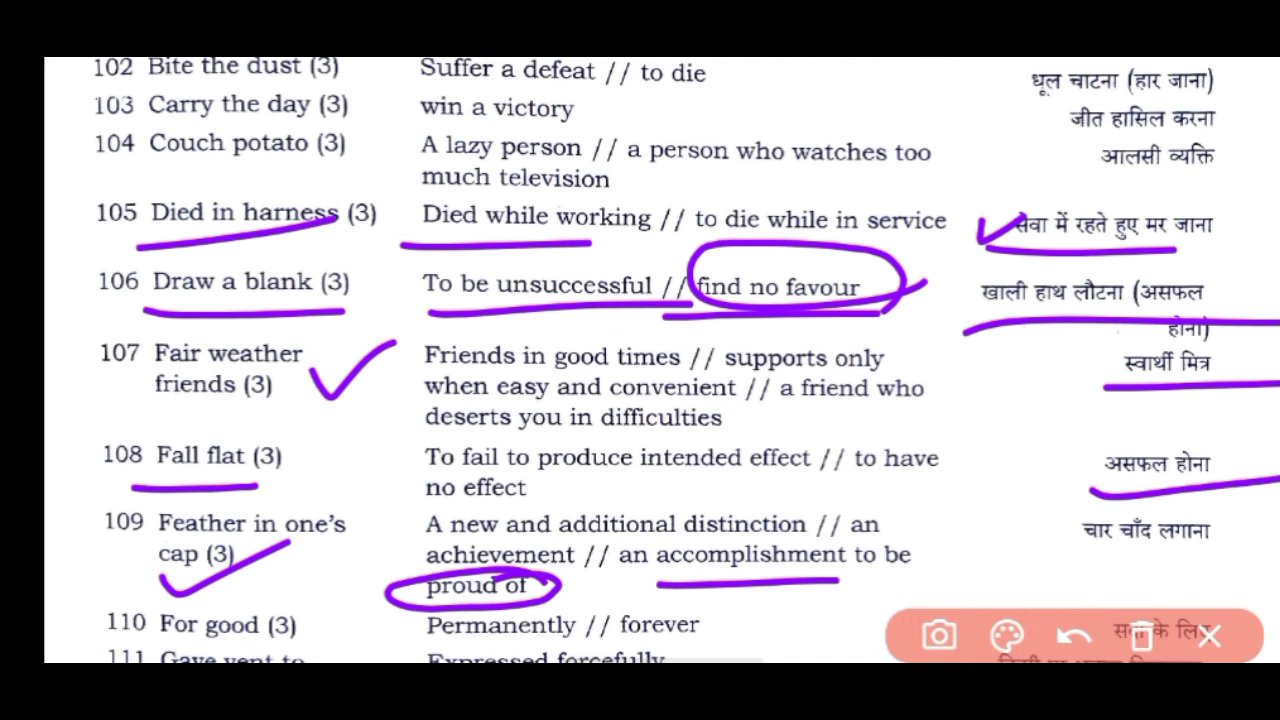 102 Bite the dust (3) Suffer a defeat // to die धूल चाटना (हार जाना)
103 Carry the day (3) win a victory जीत हासिल करना
104 Couch potato (3) A lazy person // a person who watches too आलसी व्यक्ति
much television
105 Died in harness (3) Died while working // to die while in service सेवा में रहते हुए मर जाना
106 Draw a blank (3) To be unsuccessful // find no favour खाली हाथ लौटना (असफल
होना)
107 Fair weather Friends in good times // supports only स्वार्थी मित्र
friends (3) when easy and convenient // a friend who
deserts you in difficulties
108 Fall flat (3) To fail to produce intended effect // to have असफल होना
no effect
109 Feather in one's A new and additional distinction // an चार चाँद लगाना
cap (3) achievement // an accomplishment to be
proud of
110 For good (3) Permanently // forever के लिए
111 Gave vent to Expressed forcefully